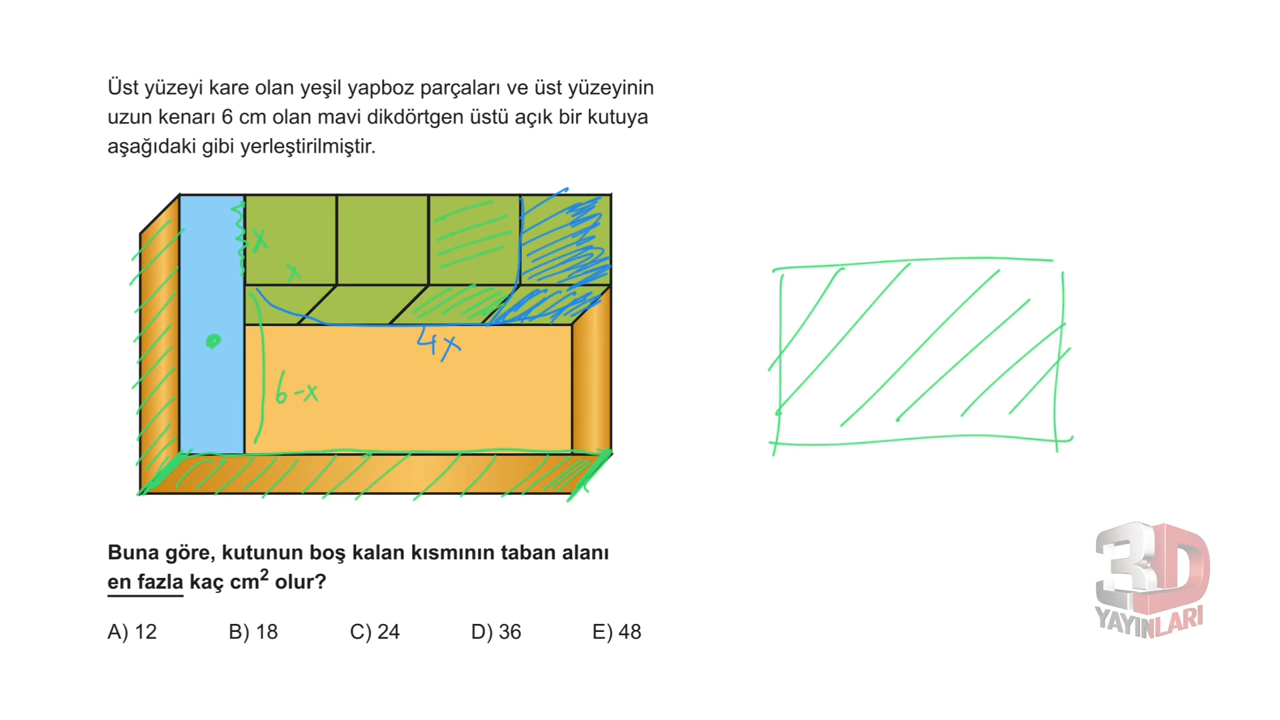 Üst yüzeyi kare olan yeşil yapboz parçaları ve üst yüzeyinin
uzun kenarı 6 cm olan mavi dikdörtgen üstü açık bir kutuya
aşağıdaki gibi yerleştirilmiştir.
x
x
4x
6-x
Buna göre, kutunun boş kalan kısmının taban alanı
en fazla kaç cm² olur?
A) 12 B) 18 C) 24 D) 36 E) 48
3D
YAYINLARI